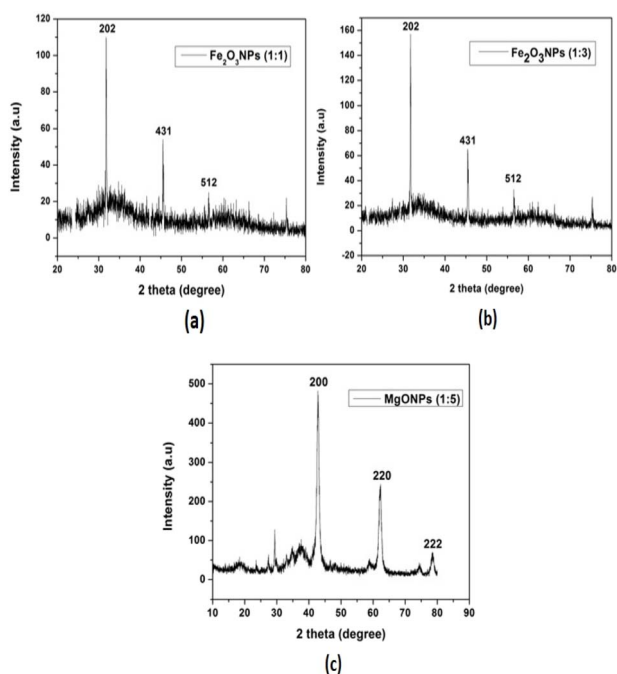 120
100
80
60
40
20
0
Intensity (a.u)
202
431
512
Fe₂O₃NPs (1:1)
20 30 40 50 60 70 80
2 theta (degree)
(a)
160
140
120
100
80
60
40
20
0
-20
Intensity (a.u)
202
431
512
Fe₂O₃NPs (1:3)
20 30 40 50 60 70 80
2 theta (degree)
(b)
500
400
300
200
100
0
Intensity (a.u)
200
220
222
MgONPs (1:5)
10 20 30 40 50 60 70 80 90
2 theta (degree)
(c)